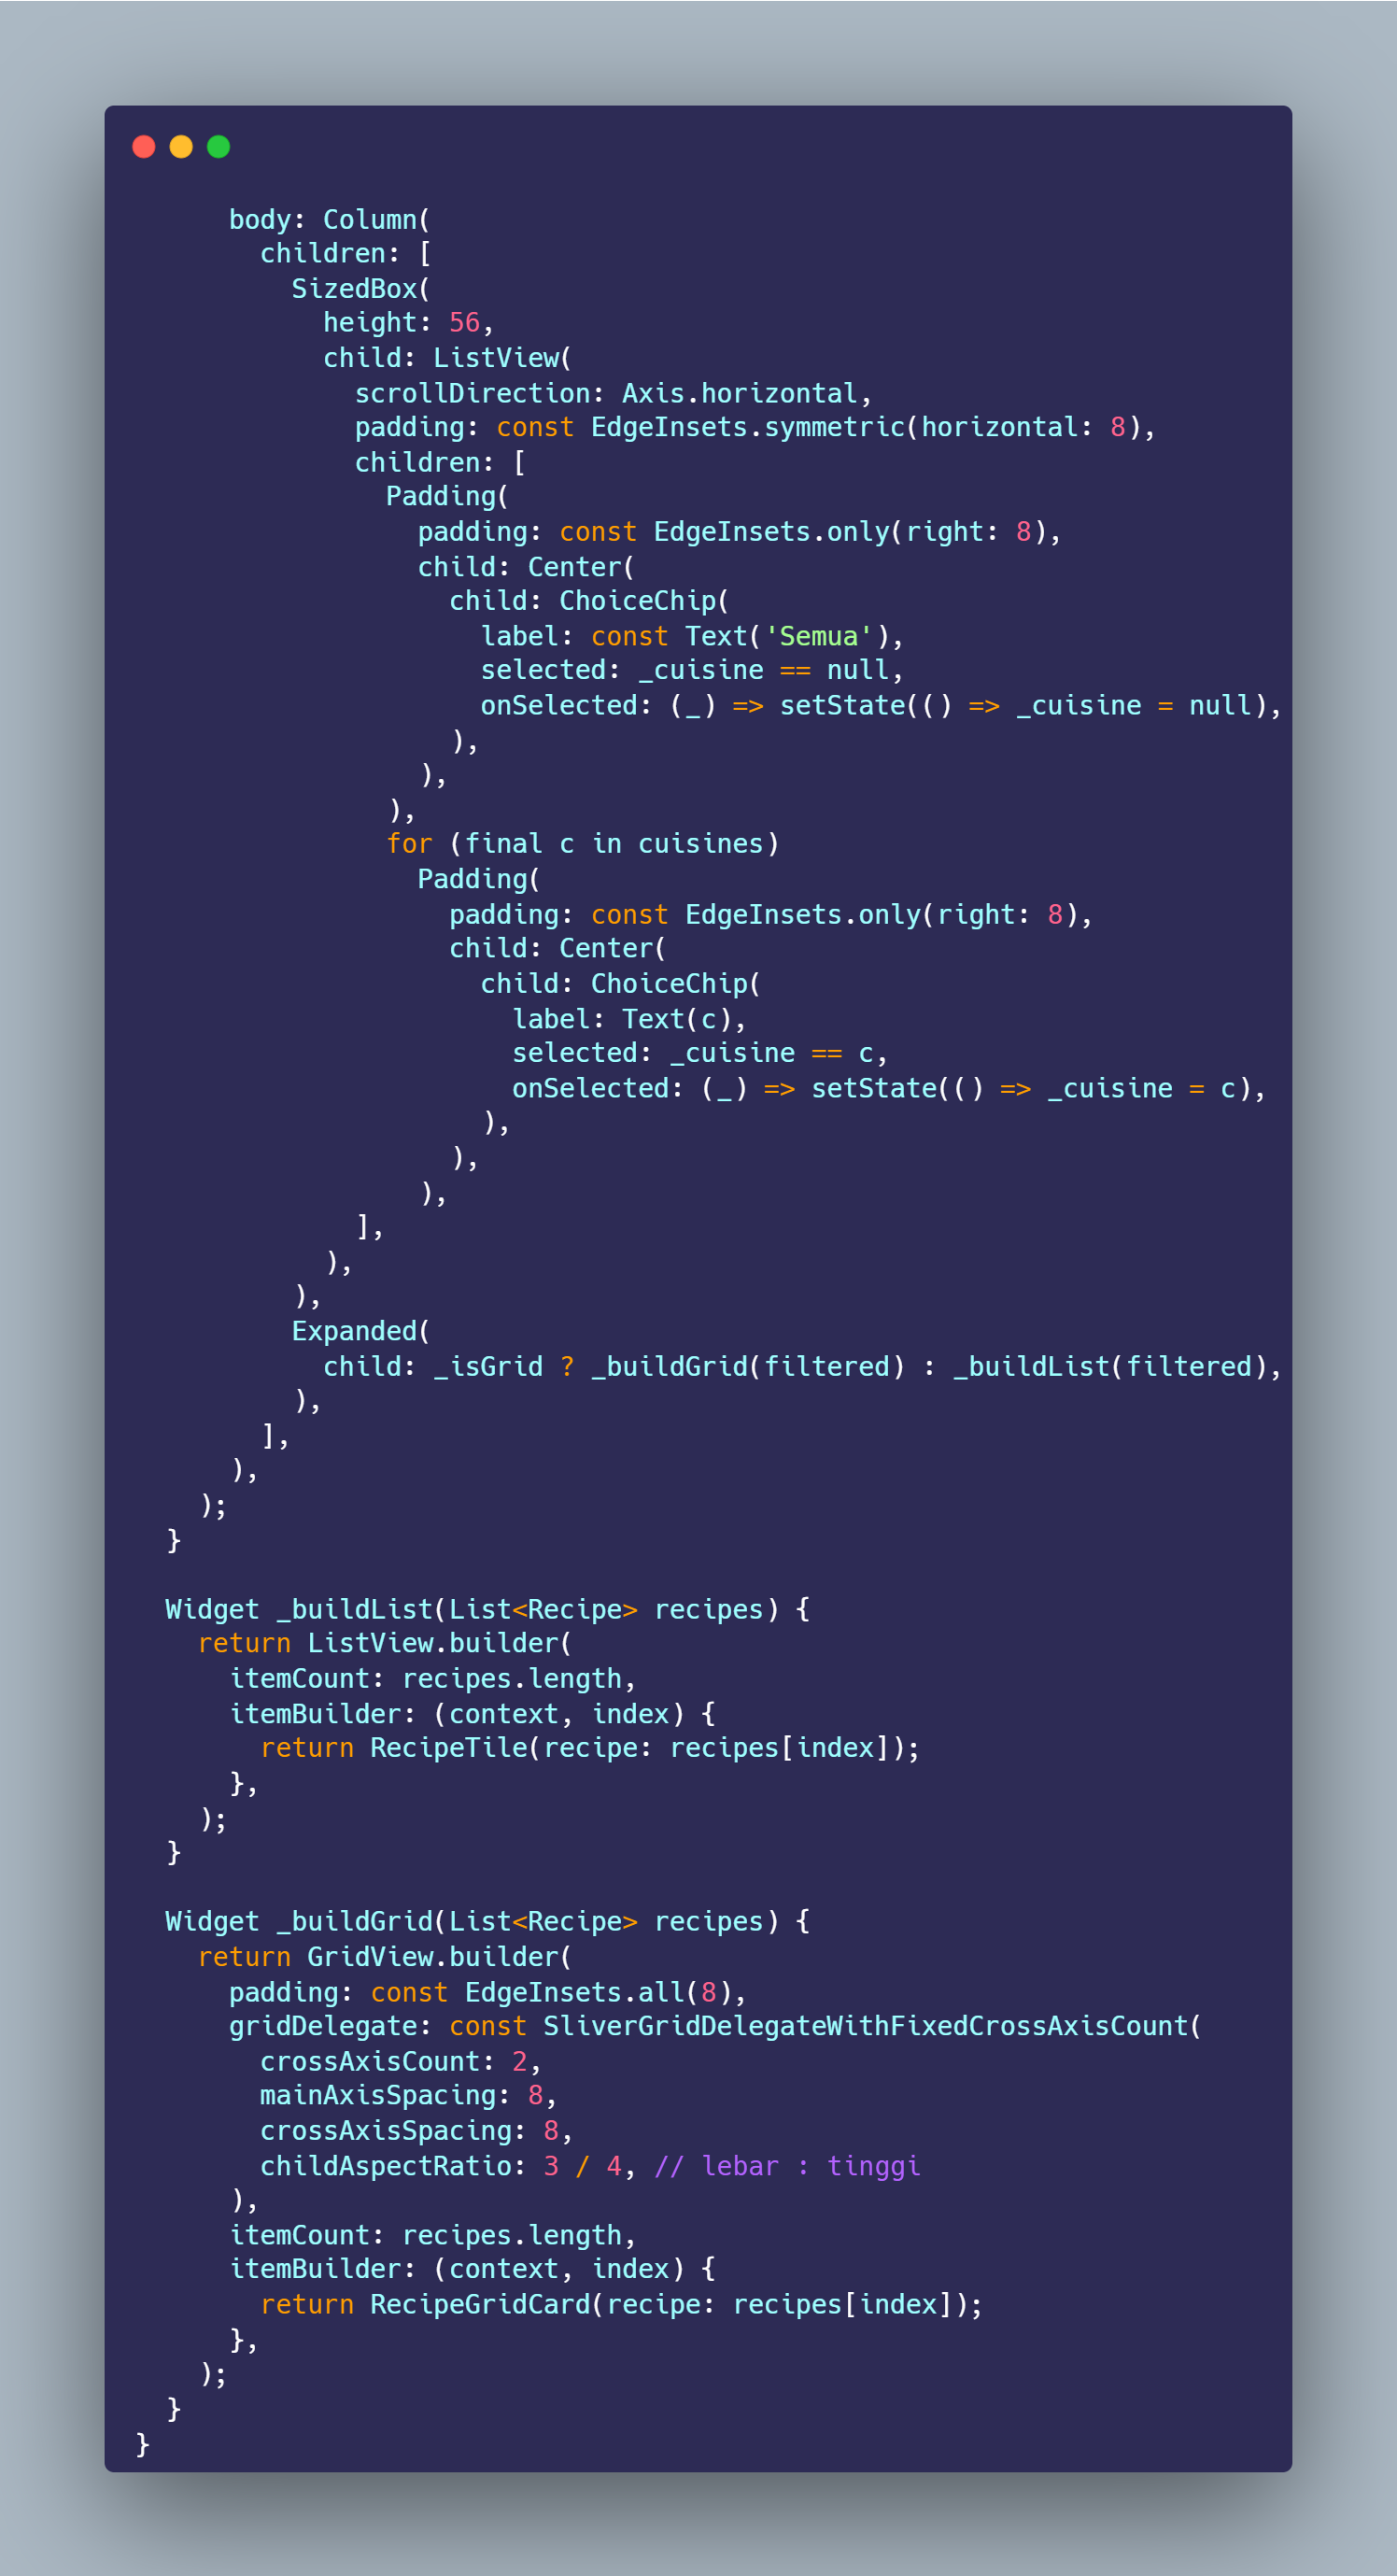 body: Column(
        children: [
          SizedBox(
            height: 56,
            child: ListView(
              scrollDirection: Axis.horizontal,
              padding: const EdgeInsets.symmetric(horizontal: 8),
              children: [
                Padding(
                  padding: const EdgeInsets.only(right: 8),
                  child: Center(
                    child: ChoiceChip(
                      label: const Text('Semua'),
                      selected: _cuisine == null,
                      onSelected: (_) => setState(() => _cuisine = null),
                    ),
                  ),
                ),
                for (final c in cuisines)
                  Padding(
                    padding: const EdgeInsets.only(right: 8),
                    child: Center(
                      child: ChoiceChip(
                        label: Text(c),
                        selected: _cuisine == c,
                        onSelected: (_) => setState(() => _cuisine = c),
                      ),
                    ),
                  ),
              ],
            ),
          ),
          Expanded(
            child: _isGrid ? _buildGrid(filtered) : _buildList(filtered),
          ),
        ],
      ),
    );
  }

  Widget _buildList(List<Recipe> recipes) {
    return ListView.builder(
      itemCount: recipes.length,
      itemBuilder: (context, index) {
        return RecipeTile(recipe: recipes[index]);
      },
    );
  }

  Widget _buildGrid(List<Recipe> recipes) {
    return GridView.builder(
      padding: const EdgeInsets.all(8),
      gridDelegate: const SliverGridDelegateWithFixedCrossAxisCount(
        crossAxisCount: 2,
        mainAxisSpacing: 8,
        crossAxisSpacing: 8,
        childAspectRatio: 3 / 4, // lebar : tinggi
      ),
      itemCount: recipes.length,
      itemBuilder: (context, index) {
        return RecipeGridCard(recipe: recipes[index]);
      },
    );
  }
}